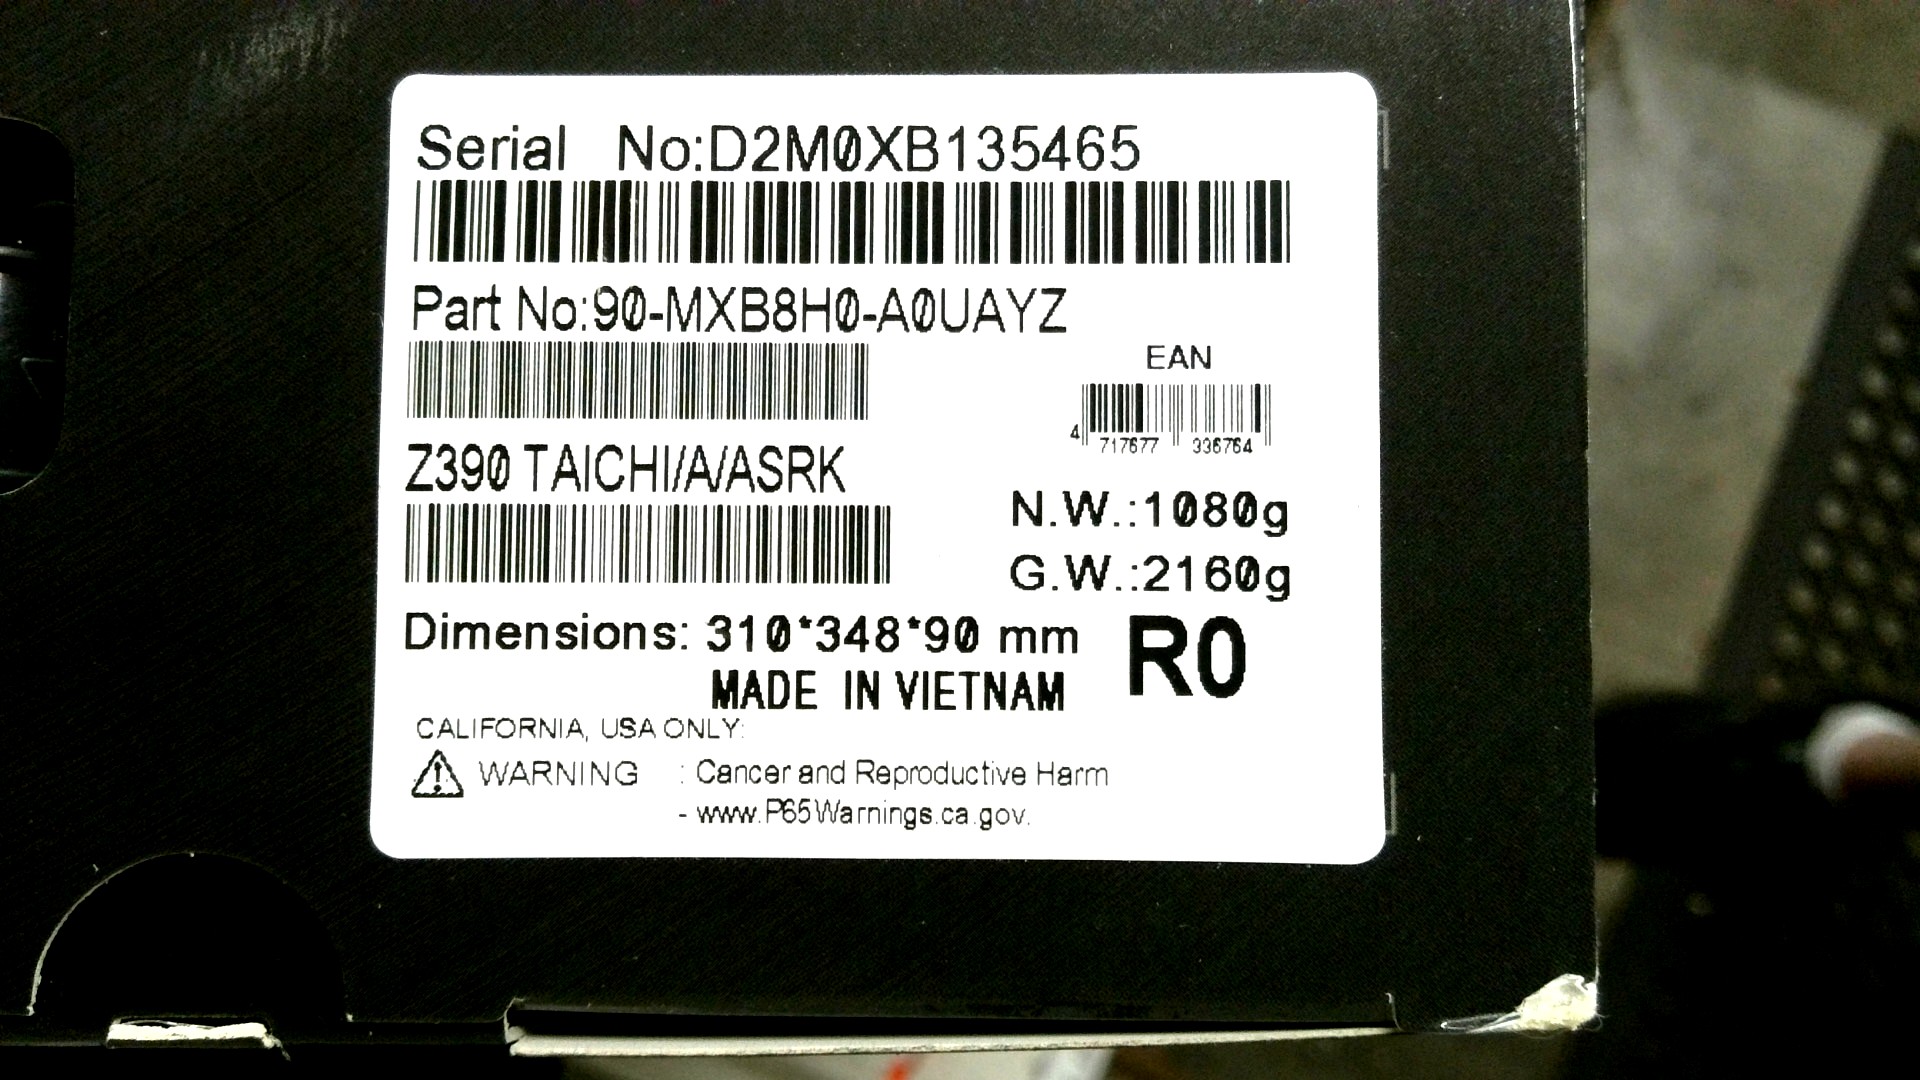 Serial No:D2M0XB135465
Part No:90-MXB8H0-A0UAYZ
EAN
4 717677 336764
Z390 TAICHI/A/ASRK
N.W.:1080g
G.W.:2160g
Dimensions: 310*348*90 mm
R0
MADE IN VIETNAM
CALIFORNIA, USA ONLY:
WARNING : Cancer and Reproductive Harm
- www.P65Warnings.ca.gov.